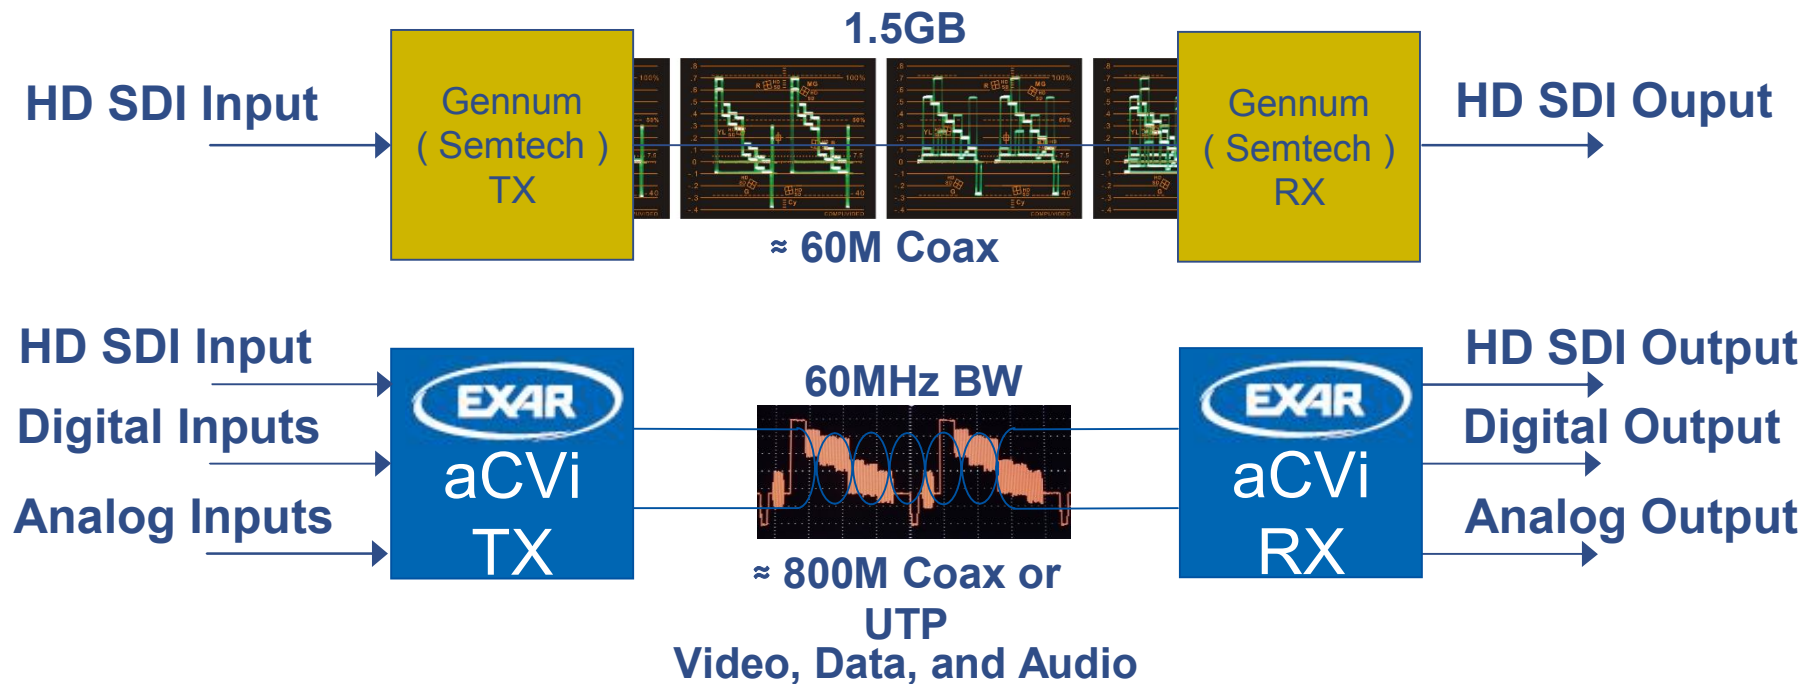 1.5GB
HD SDI Input
Gennum
( Semtech )
TX
Gennum
( Semtech )
RX
HD SDI Ouput
≈ 60M Coax
HD SDI Input
Digital Inputs
Analog Inputs
EXAR
aCVi
TX
60MHz BW
≈ 800M Coax or
UTP
Video, Data, and Audio
EXAR
aCVi
RX
HD SDI Output
Digital Output
Analog Output